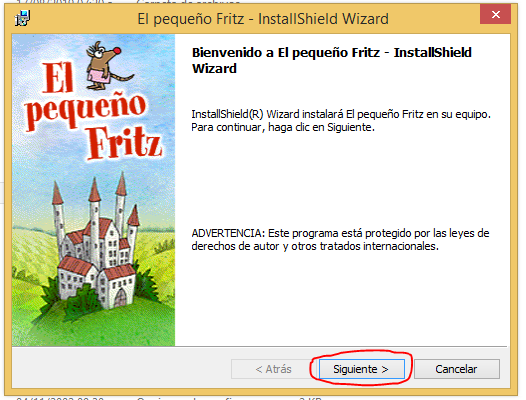 El pequeño Fritz - InstallShield Wizard
El
pequeño
Fritz
Bienvenido a El pequeño Fritz - InstallShield
Wizard
InstallShield(R) Wizard instalará El pequeño Fritz en su equipo.
Para continuar, haga clic en Siguiente.
ADVERTENCIA: Este programa está protegido por las leyes de
derechos de autor y otros tratados internacionales.
< Atrás
Siguiente >
Cancelar